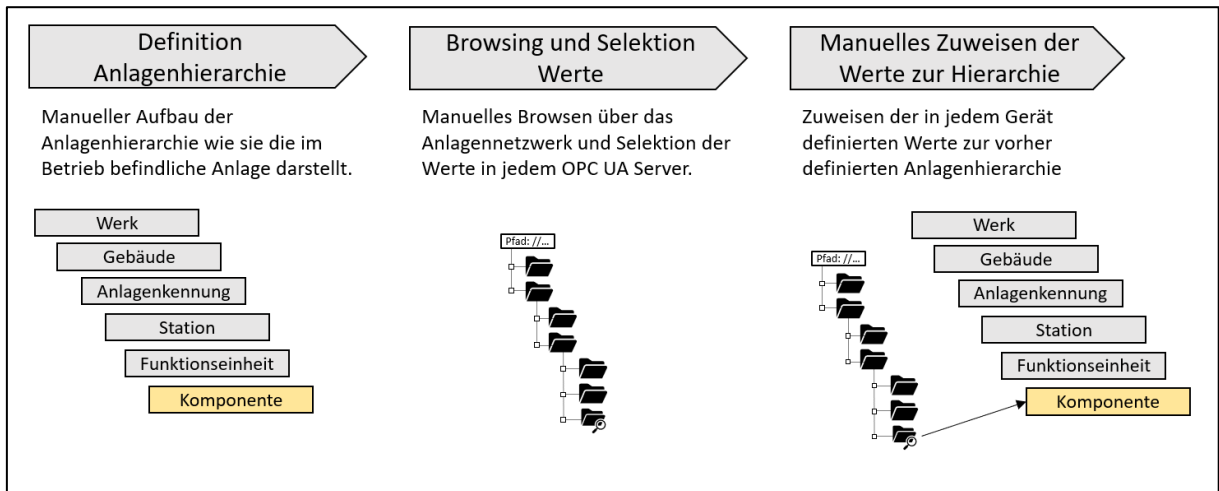 Definition
Anlagenhierarchie
Manueller Aufbau der
Anlagenhierarchie wie sie die im
Betrieb befindliche Anlage darstellt.
Werk
Gebäude
Anlagenkennung
Station
Funktionseinheit
Komponente
Browsing und Selektion
Werte
Manuelles Browsen über das
Anlagennetzwerk und Selektion der
Werte in jedem OPC UA Server.
Pfad: //...
Manuelles Zuweisen der
Werte zur Hierarchie
Zuweisen der in jedem Gerät
definierten Werte zur vorher
definierten Anlagenhierarchie
Pfad: //...
Werk
Gebäude
Anlagenkennung
Station
Funktionseinheit
Komponente